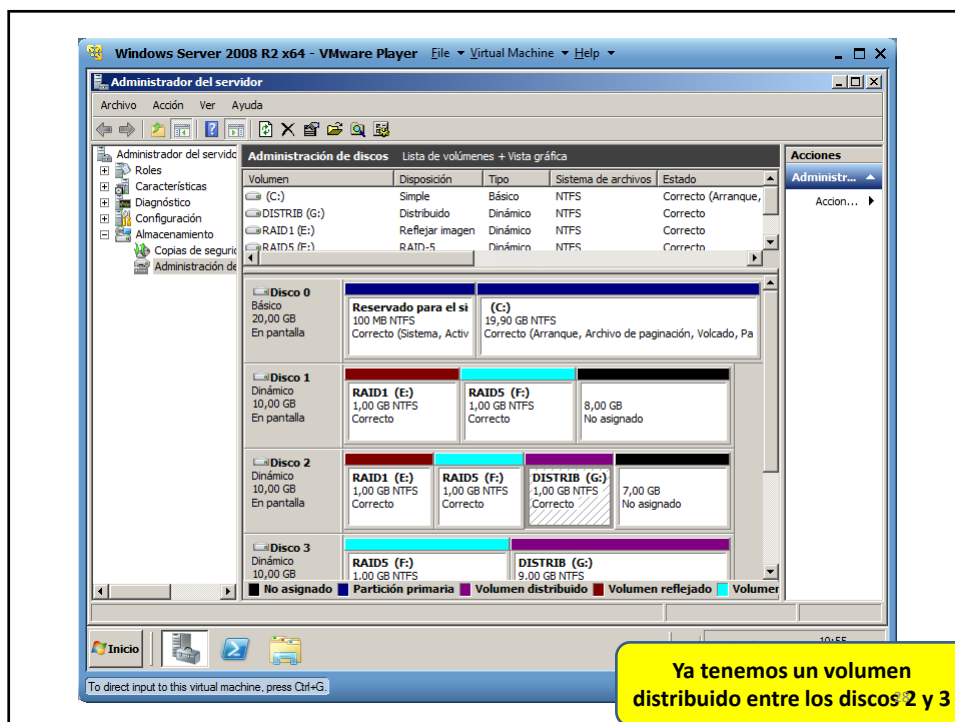 Windows Server 2008 R2 x64 - VMware Player File Virtual Machine Help
Administrador del servidor
Archivo Acción Ver Ayuda
Administrador del servidc
Roles
Características
Diagnóstico
Configuración
Almacenamiento
Copias de seguric
Administración de
Administración de discos Lista de volúmenes + Vista gráfica
Volumen Disposición Tipo Sistema de archivos Estado
(C:) Simple Básico NTFS Correcto (Arranque,
DISTRIB (G:) Distribuido Dinámico NTFS Correcto
RAID1 (E:) Reflejar imagen Dinámico NTFS Correcto
RAID5 (F:) RAID-5 Dinámico NTFS Correcto
Disco 0
Básico
20,00 GB
En pantalla
Reservado para el si
100 MB NTFS
Correcto (Sistema, Activ
(C:)
19,90 GB NTFS
Correcto (Arranque, Archivo de paginación, Volcado, Pa
Disco 1
Dinámico
10,00 GB
En pantalla
RAID1 (E:)
1,00 GB NTFS
Correcto
RAID5 (F:)
1,00 GB NTFS
Correcto
8,00 GB
No asignado
Disco 2
Dinámico
10,00 GB
En pantalla
RAID1 (E:)
1,00 GB NTFS
Correcto
RAID5 (F:)
1,00 GB NTFS
Correcto
DISTRIB (G:)
1,00 GB NTFS
Correcto
7,00 GB
No asignado
Disco 3
Dinámico
10,00 GB
RAID5 (F:)
1,00 GB NTFS
DISTRIB (G:)
9,00 GB NTFS
No asignado Partición primaria Volumen distribuido Volumen reflejado Volumen
Acciones
Administr...
Accion...
Inicio
10:55
To direct input to this virtual machine, press Ctrl+G.
Ya tenemos un volumen
distribuido entre los discos 2 y 3
28